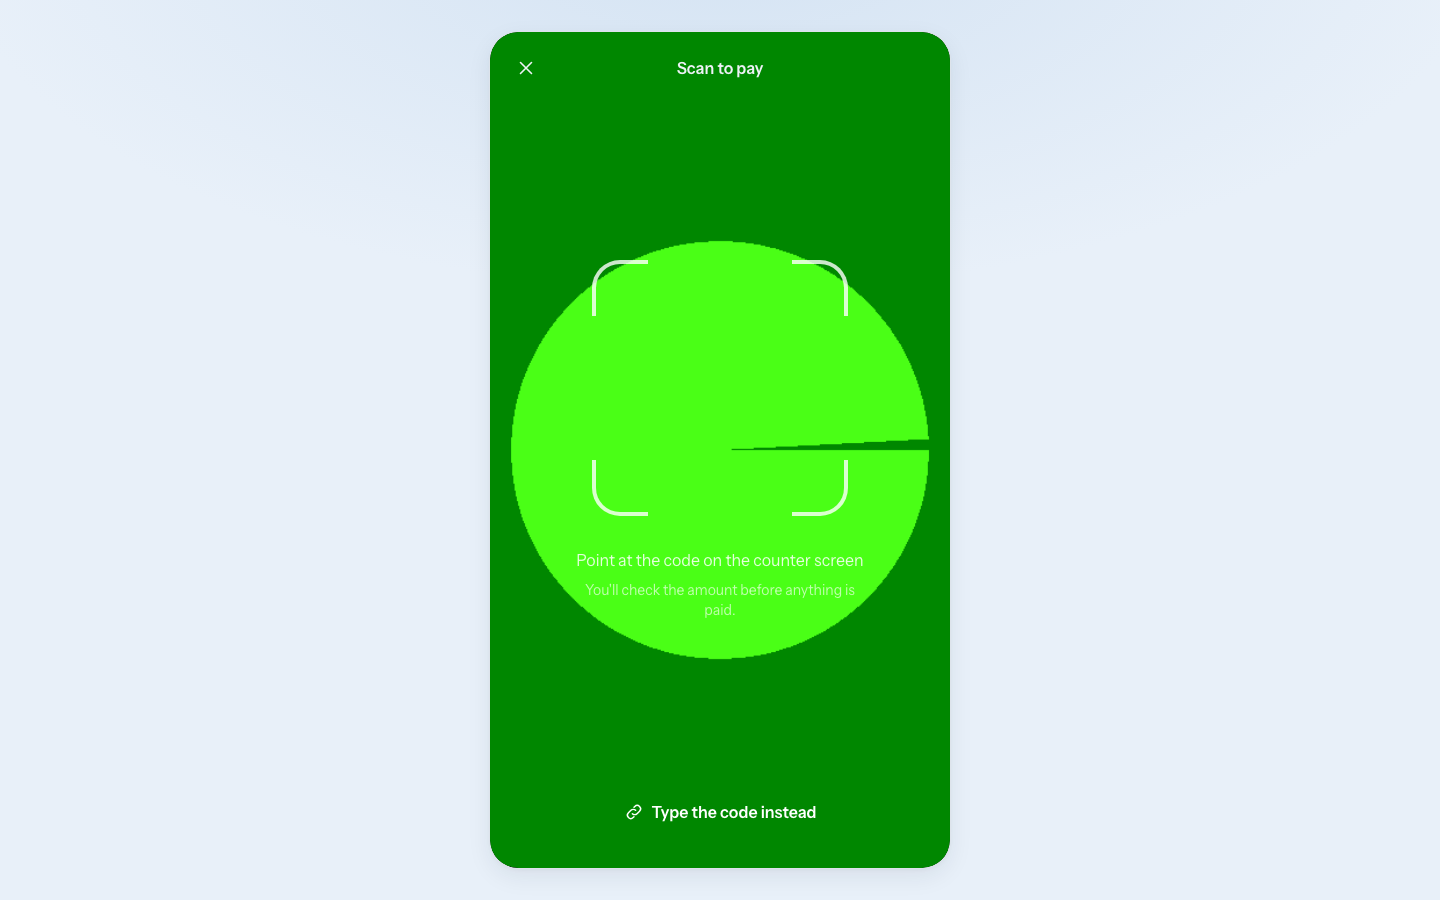 Scan to pay
Point at the code on the counter screen
You'll check the amount before anything is
paid.
Type the code instead